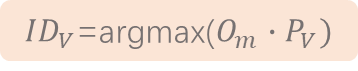 ID_V=argmax(O_m · P_V)